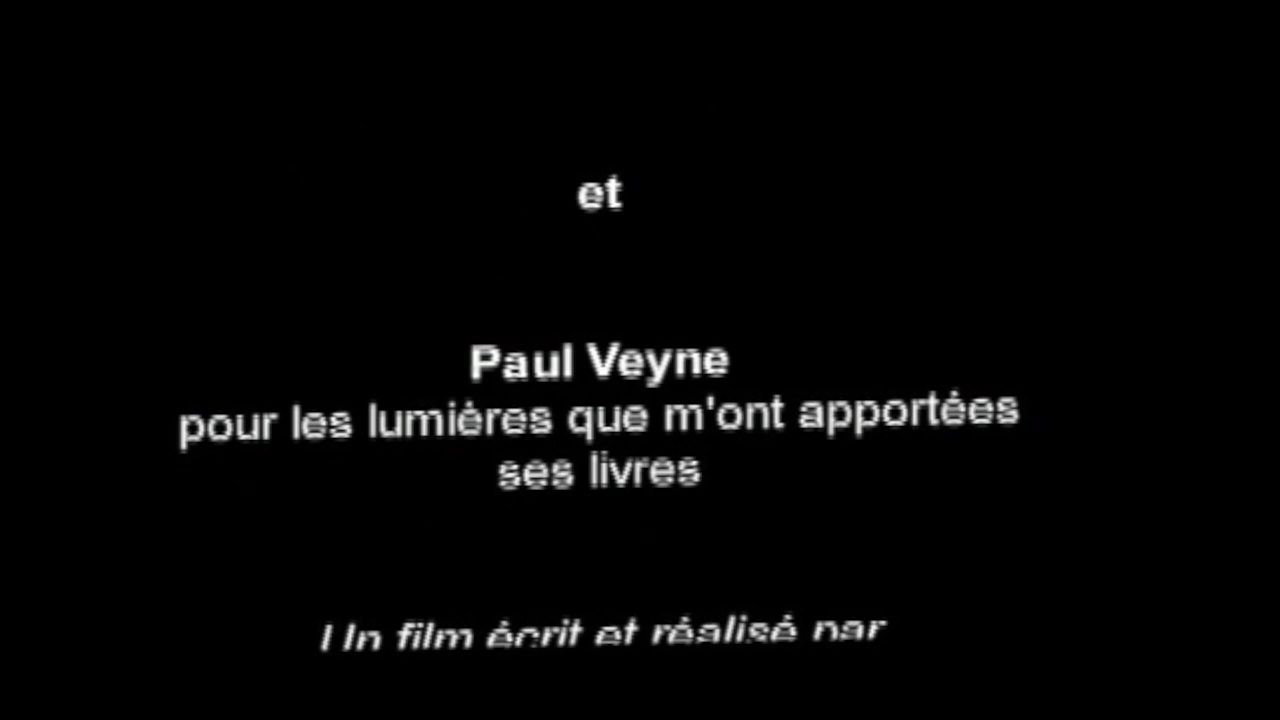 et
Paul Veyne
pour les lumières que m'ont apportées
ses livres
Un film écrit et réalisé par